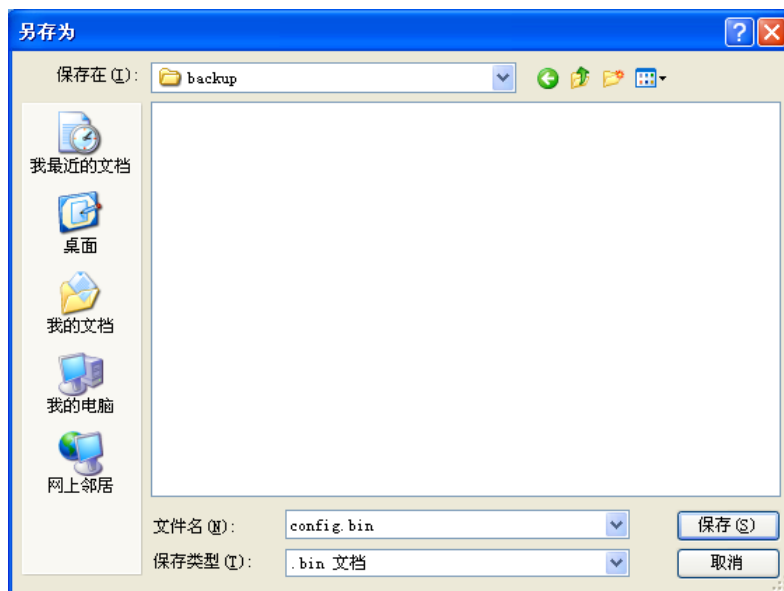 另存为
保存在(I):
backup
我最近的文档
桌面
我的文档
我的电脑
网上邻居
文件名(N):
config.bin
保存(S)
保存类型(T):
.bin 文档
取消